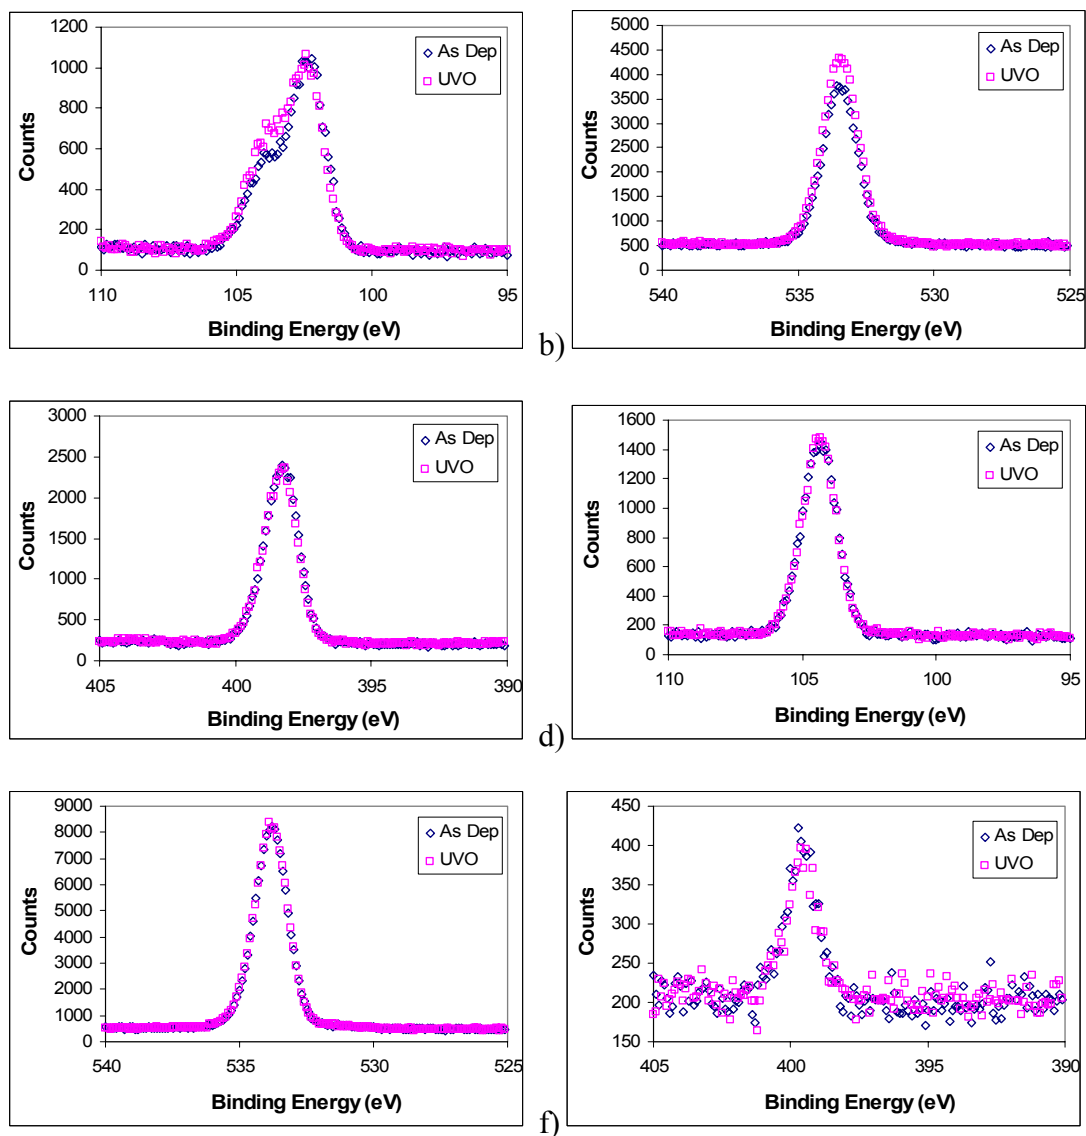 1200
1000
800
600
400
200
0
110 105 100 95
Counts
Binding Energy (eV)
As Dep
UVO
b)
5000
4500
4000
3500
3000
2500
2000
1500
1000
500
0
540 535 530 525
Counts
Binding Energy (eV)
As Dep
UVO
3000
2500
2000
1500
1000
500
0
405 400 395 390
Counts
Binding Energy (eV)
As Dep
UVO
d)
1600
1400
1200
1000
800
600
400
200
0
110 105 100 95
Counts
Binding Energy (eV)
As Dep
UVO
9000
8000
7000
6000
5000
4000
3000
2000
1000
0
540 535 530 525
Counts
Binding Energy (eV)
As Dep
UVO
f)
450
400
350
300
250
200
150
405 400 395 390
Counts
Binding Energy (eV)
As Dep
UVO